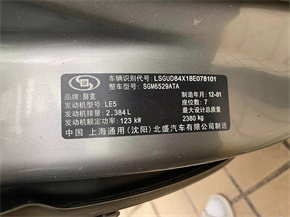 车辆识别代号: LSGUD84X1BE078101
整车型号: SGM6529ATA
品牌: 别克 制造年月: 12-01
发动机型号: LE5 座位数: 7
发动机排量: 2.384 L 最大设计总质量
发动机额定功率: 123 kW 2380 kg
中国 上海通用(沈阳)北盛汽车有限公司